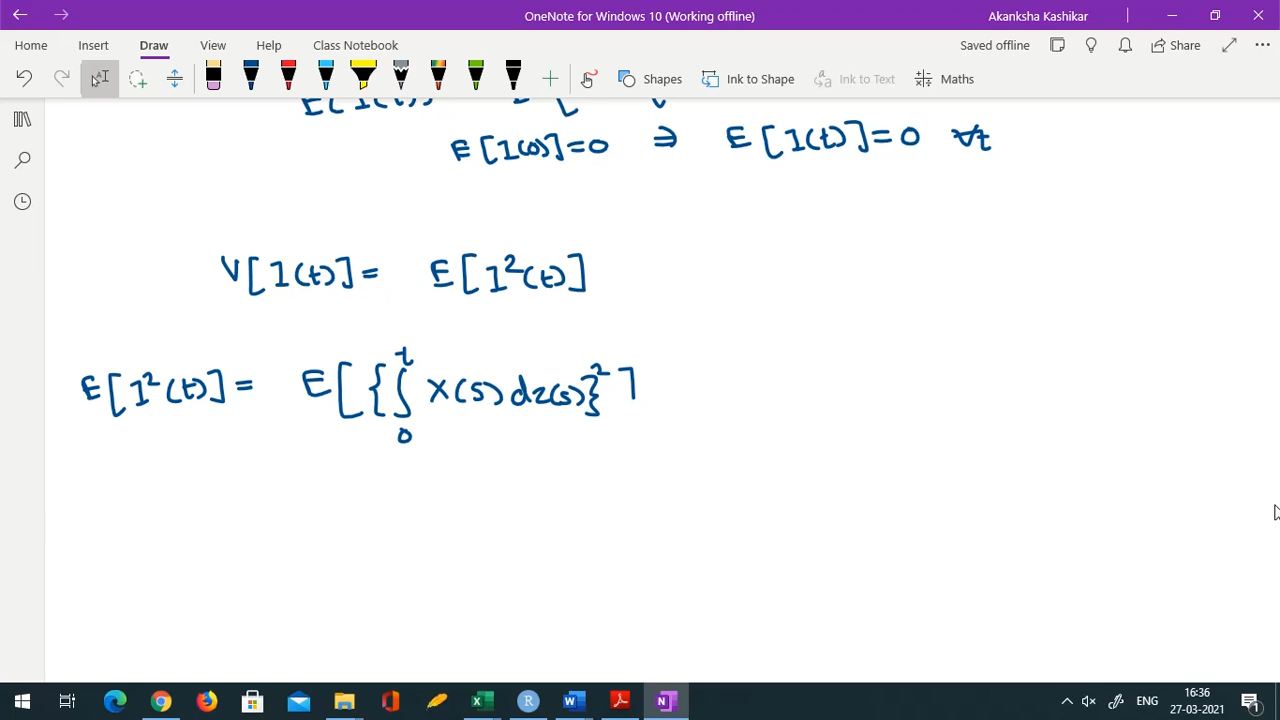 OneNote for Windows 10 (Working offline)
Akanksha Kashikar
Home Insert Draw View Help Class Notebook
Saved offline
Share
Shapes
Ink to Shape
Ink to Text
Maths
E[I(t)]
E[I(0)]=0 ⇒ E[I(t)]=0 ∀t
V[I(t)] = E[I²(t)]
E[I²(t)] = E[{∫₀ᵗ X(s) dz(s)}²]
ENG
16:36
27-03-2021